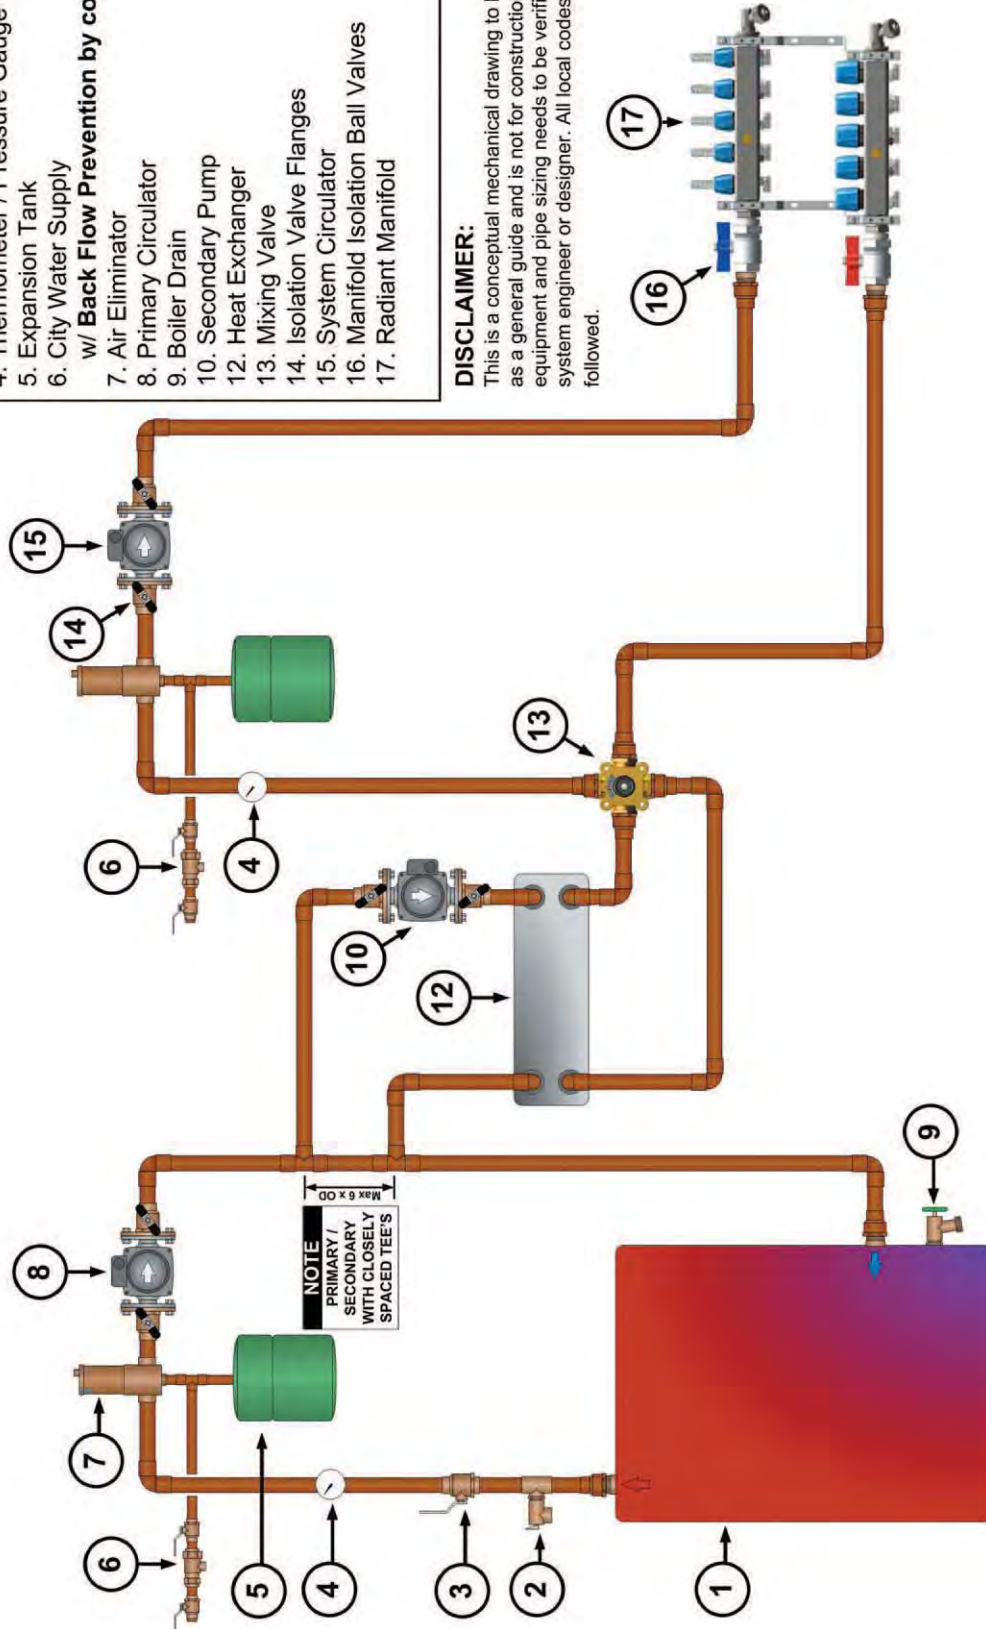 4. Thermometer / Pressure Gauge
5. Expansion Tank
6. City Water Supply
w/ Back Flow Prevention by
7. Air Eliminator
8. Primary Circulator
9. Boiler Drain
10. Secondary Pump
12. Heat Exchanger
13. Mixing Valve
14. Isolation Valve Flanges
15. System Circulator
16. Manifold Isolation Ball Valves
17. Radiant Manifold
DISCLAIMER:
This is a conceptual mechanical drawing to
as a general guide and is not for
equipment and pipe sizing needs to be
system engineer or designer. All local codes
followed.
15
14
6
4
13
17
16
10
12
8
7
6
5
4
3
2
1
9
NOTE
PRIMARY /
SECONDARY
WITH CLOSELY
SPACED TEE'S
Max 6 x OD